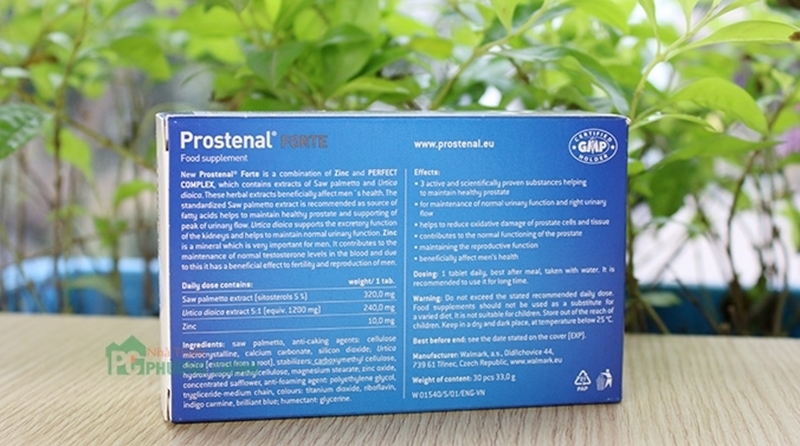 Prostenal® FORTE
Food supplement
New Prostenal® Forte is a combination of Zinc and PERFECT
COMPLEX, which contains extracts of Saw palmetto and Urtica
dioica. These herbal extracts beneficially affect men´s health. The
standardized Saw palmetto extract is recommended as source of
fatty acids helps to maintain healthy prostate and supporting of
peak of urinary flow. Urtica dioica supports the excretory function
of the kidneys and helps to maintain normal urinary function. Zinc
is a mineral which is very important for men. It contributes to the
maintenance of normal testosterone levels in the blood and due
to this it has a beneficial effect to fertility and reproduction of men.
Daily dose contains: weight/ 1 tab.
Saw palmetto extract (sitosterols 5 %) 320,0 mg
Urtica dioica extract 5:1 (equiv. 1200 mg) 240,0 mg
Zinc 10,0 mg
Ingredients: saw palmetto, anti-caking agents: cellulose
microcrystalline, calcium carbonate, silicon dioxide; Urtica
dioica (extract from root), stabilizers: carboxymethyl cellulose,
hydroxypropyl methylcellulose, magnesium stearate; zinc oxide,
concentrated safflower, anti-foaming agent: polyethylene glycol,
trygliceride-medium chain, colours: titanium dioxide, riboflavin,
indigo carmine, brilliant blue; humectant: glycerine.
www.prostenal.eu
CERTIFIED
GMP
HOLDER
Effects:
• 3 active and scientifically proven substances helping
to maintain healthy prostate
• for maintenance of normal urinary function and right urinary
flow
• helps to reduce oxidative damage of prostate cells and tissue
• contributes to the normal functioning of the prostate
• maintaining the reproductive function
• beneficially affect men's health
Dosing: 1 tablet daily, best after meal, taken with water. It is
recommended to use it for long time.
Warning: Do not exceed the stated recommended daily dose.
Food supplements should not be used as a substitute for
a varied diet. It is not suitable for children. Store out of the reach of
children. Keep in a dry and dark place, at temperature below 25 °C.
Best before end: see the date stated on the cover (EXP).
Manufacturer: Walmark, a.s., Oldřichovice 44,
739 61 Třinec, Czech Republic, www.walmark.eu
Weight of content: 30 pcs 33,0 g
W 01540/S/01/ENG-VN
PAP
PG